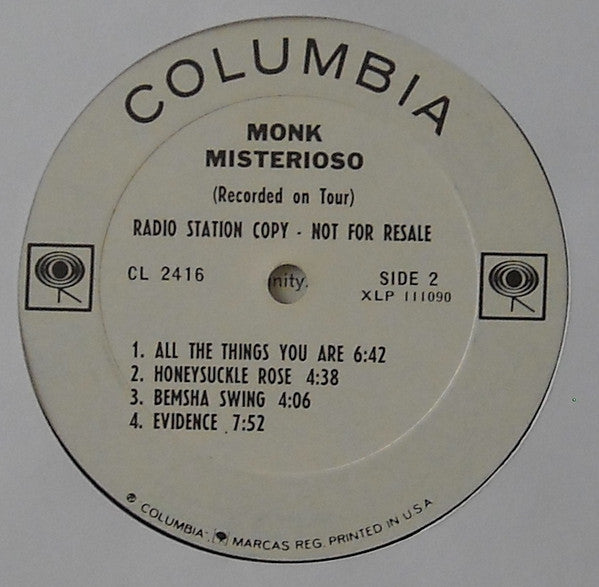 COLUMBIA
MONK
MISTERIOSO
(Recorded on Tour)
RADIO STATION COPY - NOT FOR RESALE
CL 2416
nity.
SIDE 2
XLP 111090
1. ALL THE THINGS YOU ARE 6:42
2. HONEYSUCKLE ROSE 4:38
3. BEMSHA SWING 4:06
4. EVIDENCE 7:52
® COLUMBIA MARCAS REG. PRINTED IN U.S.A